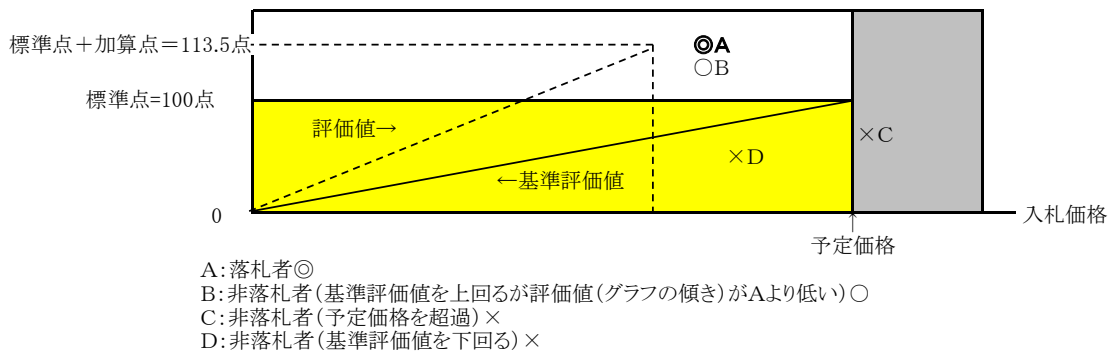 標準点+加算点=113.5点
◎A
○B
標準点=100点
評価値→
×C
×D
←基準評価値
0
入札価格
↑
予定価格
A:落札者◎
B:非落札者(基準評価値を上回るが評価値(グラフの傾き)がAより低い)○
C:非落札者(予定価格を超過)×
D:非落札者(基準評価値を下回る)×